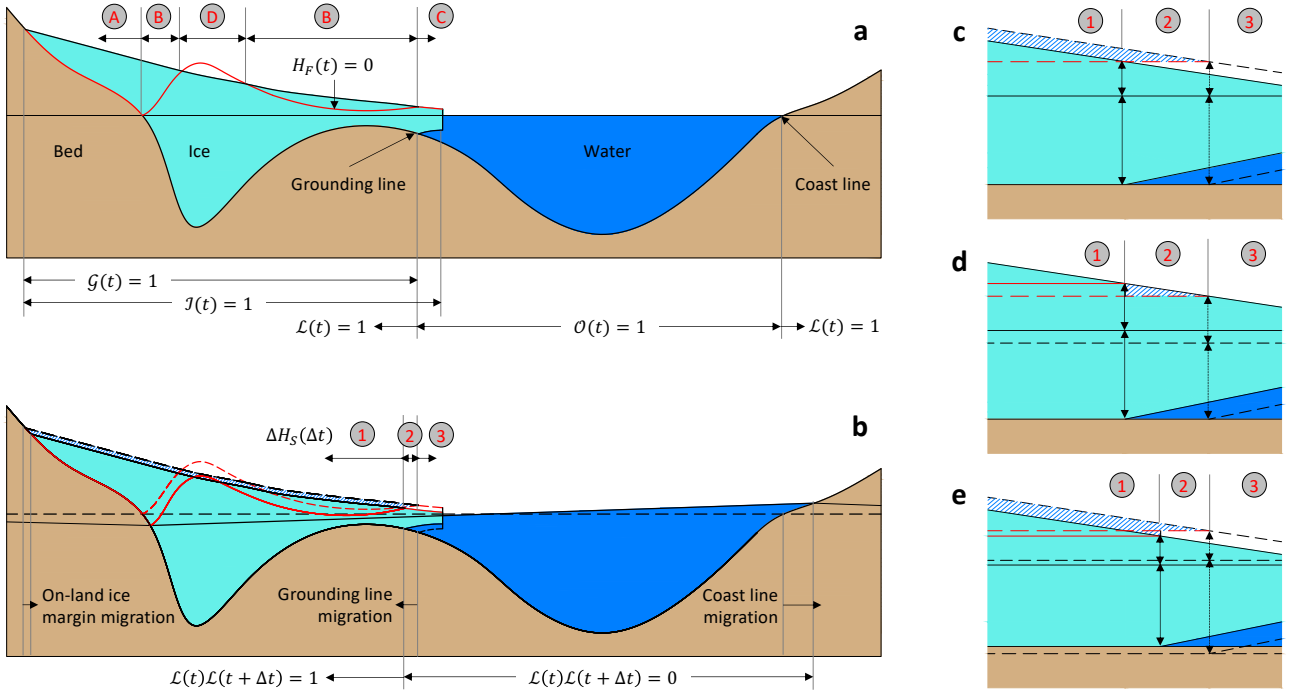 A B D B C
a
H_F(t) = 0
Bed
Ice
Water
Grounding line
Coast line
𝒢(t) = 1
ℐ(t) = 1
ℒ(t) = 1
𝒪(t) = 1
ℒ(t) = 1
b
ΔH_S(Δt)
1 2 3
On-land ice
margin migration
Grounding line
migration
Coast line
migration
ℒ(t)ℒ(t + Δt) = 1
ℒ(t)ℒ(t + Δt) = 0
c
1 2 3
d
1 2 3
e
1 2 3